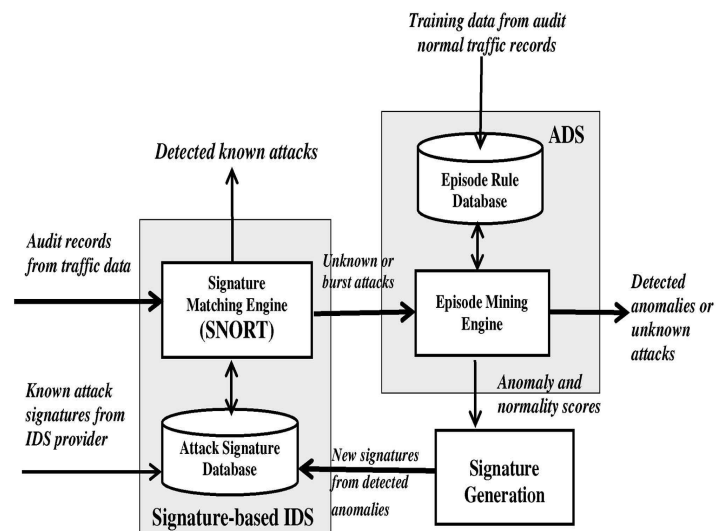 Training data from audit
normal traffic records
ADS
Detected known attacks
Episode Rule
Database
Audit records
from traffic data
Signature
Matching Engine
(SNORT)
Unknown or
burst attacks
Episode Mining
Engine
Detected
anomalies or
unknown
attacks
Known attack
signatures from
IDS provider
Anomaly and
normality scores
Attack Signature
Database
New signatures
from detected
anomalies
Signature
Generation
Signature-based IDS